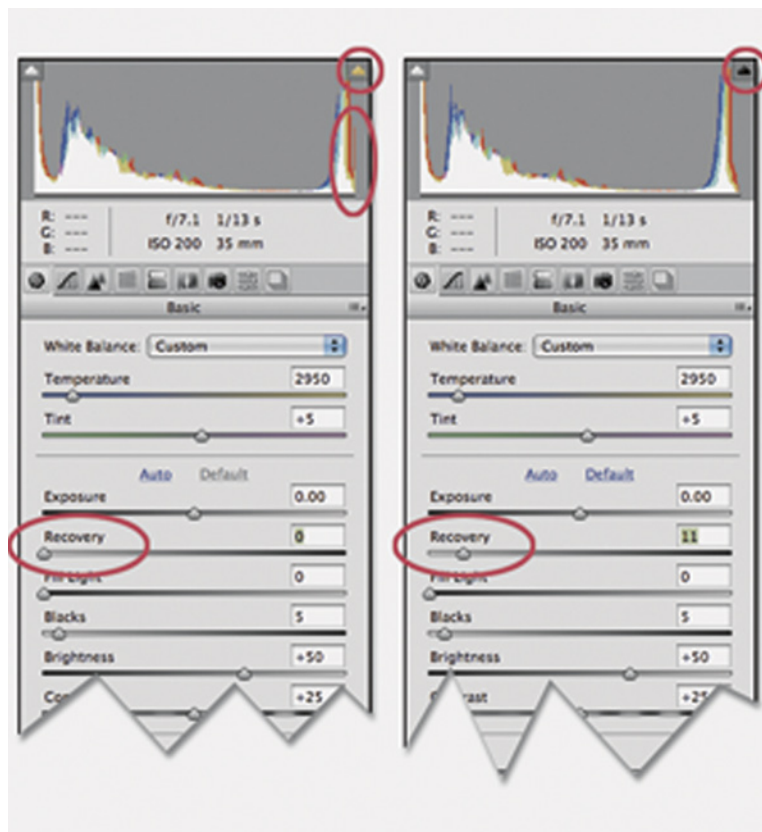 R: ---
G: ---
B: ---
f/7.1 1/13 s
ISO 200 35 mm
Basic
White Balance: Custom
Temperature 2950
Tint +5
Auto Default
Exposure 0.00
Recovery 0
Fill Light 0
Blacks 5
Brightness +50
+25
R: ---
G: ---
B: ---
f/7.1 1/13 s
ISO 200 35 mm
Basic
White Balance: Custom
Temperature 2950
Tint +5
Auto Default
Exposure 0.00
Recovery 11
Fill Light 0
Blacks 5
Brightness +50
Contrast +25